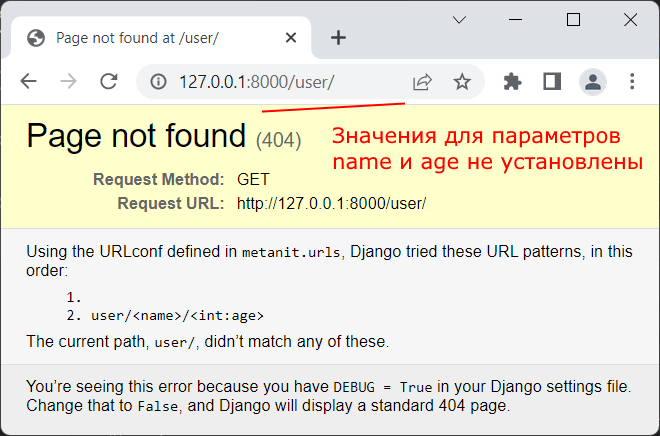 Page not found at /user/
127.0.0.1:8000/user/
Page not found (404)
Значения для параметров
name и age не установлены
Request Method: GET
Request URL: http://127.0.0.1:8000/user/
Using the URLconf defined in metanit.urls, Django tried these URL patterns, in this
order:
1.
2. user/<name>/<int:age>
The current path, user/, didn’t match any of these.
You’re seeing this error because you have DEBUG = True in your Django settings file.
Change that to False, and Django will display a standard 404 page.